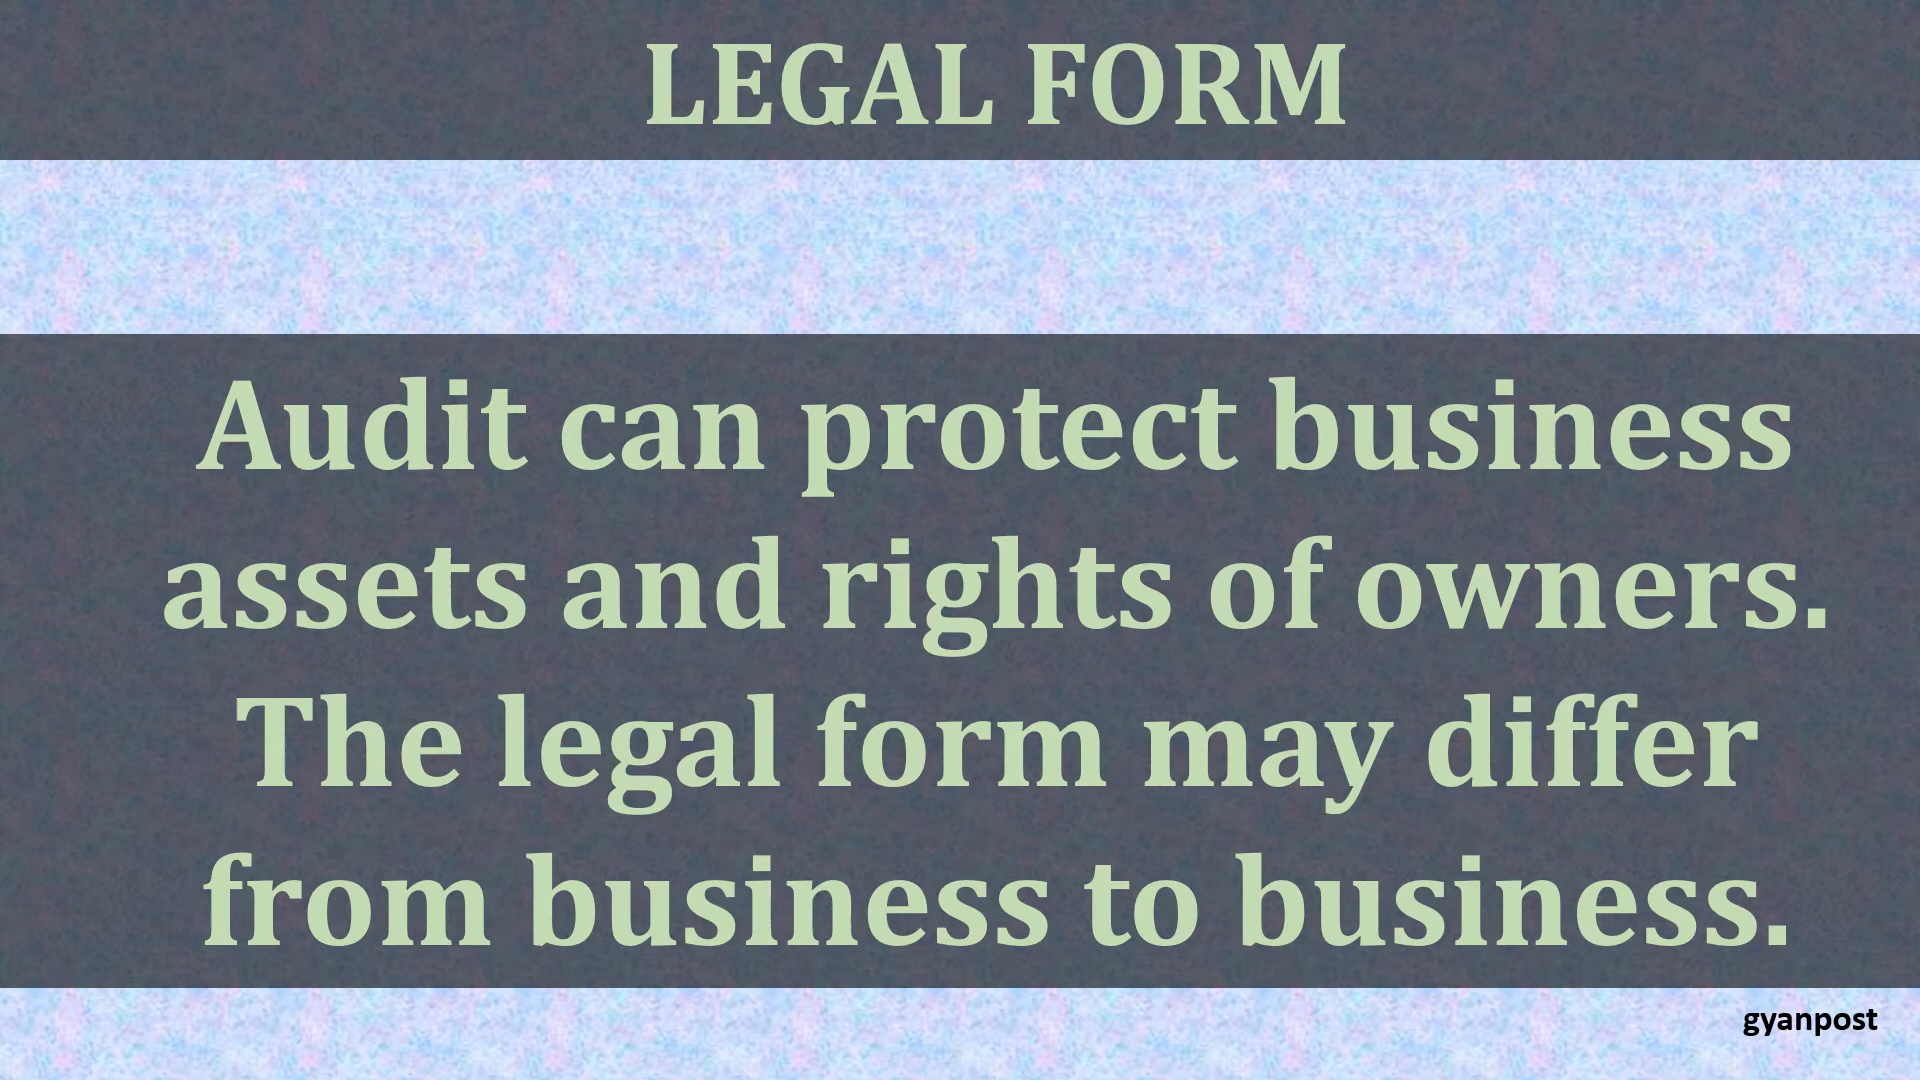 LEGAL FORM
Audit can protect business
assets and rights of owners.
The legal form may differ
from business to business.
gyanpost